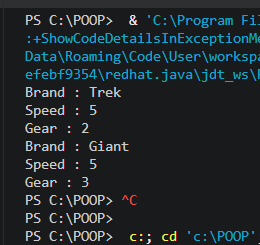 PS C:\POOP>  & 'C:\Program Fi
:+ShowCodeDetailsInExceptionMe
Data\Roaming\Code\User\workspa
efebf9354\redhat.java\jdt_ws\
Brand : Trek
Speed : 5
Gear : 2
Brand : Giant
Speed : 5
Gear : 3
PS C:\POOP> ^C
PS C:\POOP>
PS C:\POOP>  c:; cd 'c:\POOP'